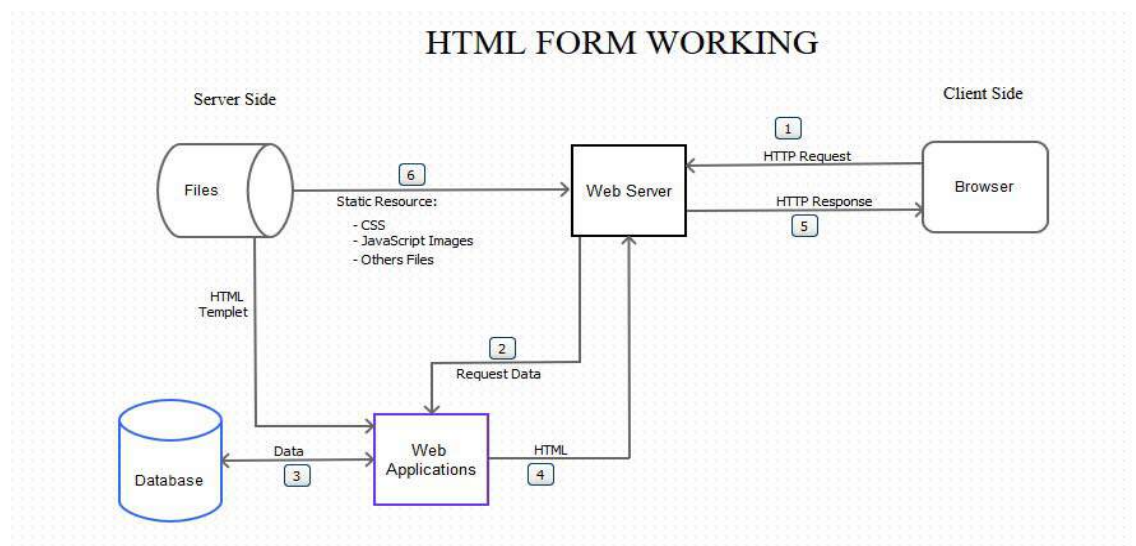 HTML FORM WORKING
Server Side
Client Side
1
HTTP Request
Files
6
Web Server
Browser
Static Resource:
- CSS
- JavaScript Images
- Others Files
HTTP Response
5
HTML
Templet
2
Request Data
Database
Data
3
Web
Applications
HTML
4